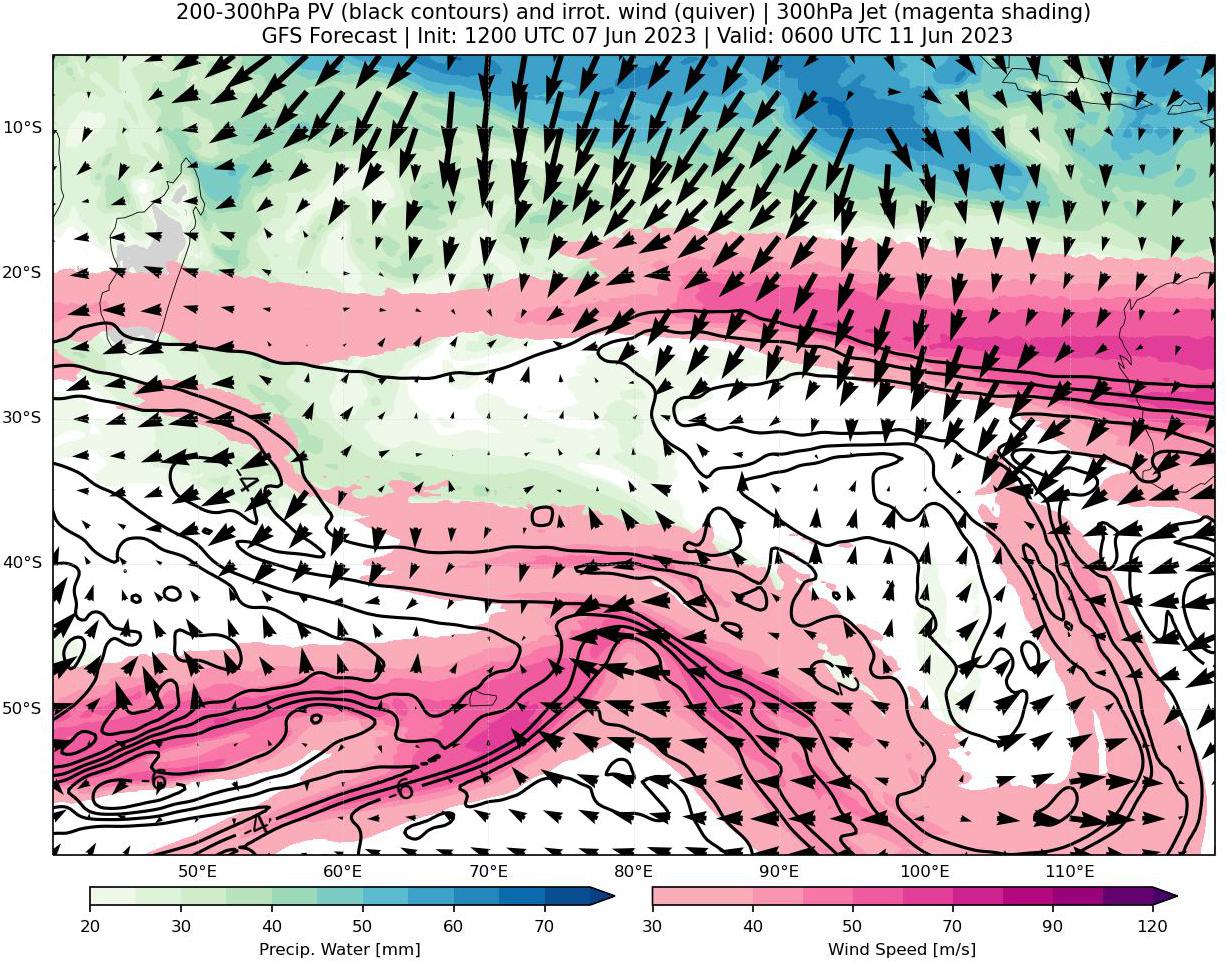 200-300hPa PV (black contours) and irrot. wind (quiver) | 300hPa Jet (magenta shading)
GFS Forecast | Init: 1200 UTC 07 Jun 2023 | Valid: 0600 UTC 11 Jun 2023
10°S
20°S
30°S
-4
40°S
50°S
-6
-6
-4
50°E 60°E 70°E 80°E 90°E 100°E 110°E
20 30 40 50 60 70 30 40 50 70 90 120
Precip. Water [mm] Wind Speed [m/s]